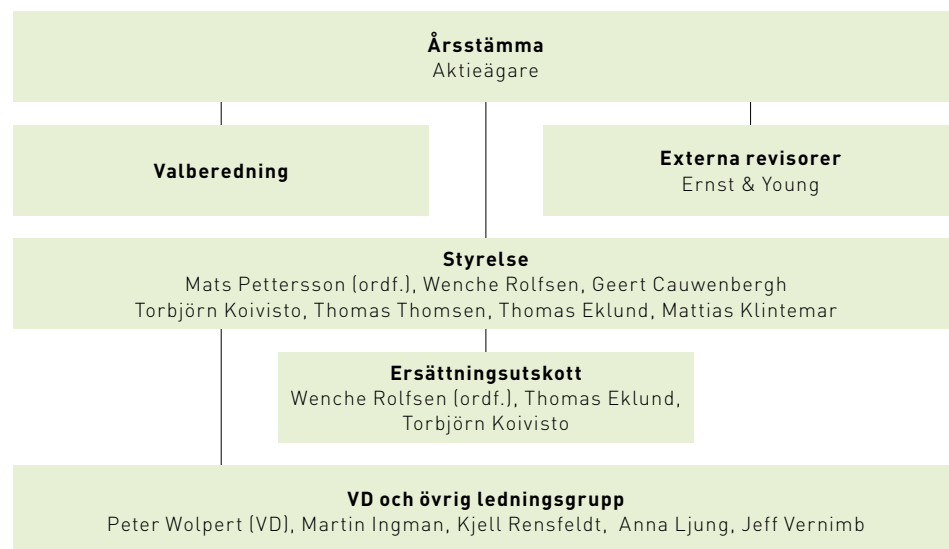 Årsstämma
Aktieägare
Valberedning
Externa revisorer
Ernst & Young
Styrelse
Mats Pettersson (ordf.), Wenche Rolfsen, Geert Cauwenbergh
Torbjörn Koivisto, Thomas Thomsen, Thomas Eklund, Mattias Klintemar
Ersättningsutskott
Wenche Rolfsen (ordf.), Thomas Eklund,
Torbjörn Koivisto
VD och övrig ledningsgrupp
Peter Wolpert (VD), Martin Ingman, Kjell Rensfeldt, Anna Ljung, Jeff Vernimb